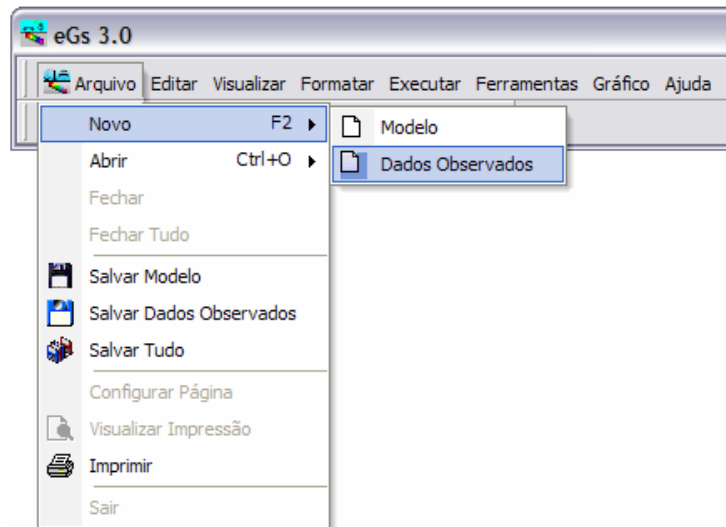 eGs 3.0
Arquivo Editar Visualizar Formatar Executar Ferramentas Gráfico Ajuda
Novo F2
Modelo
Abrir Ctrl+O
Dados Observados
Fechar
Fechar Tudo
Salvar Modelo
Salvar Dados Observados
Salvar Tudo
Configurar Página
Visualizar Impressão
Imprimir
Sair